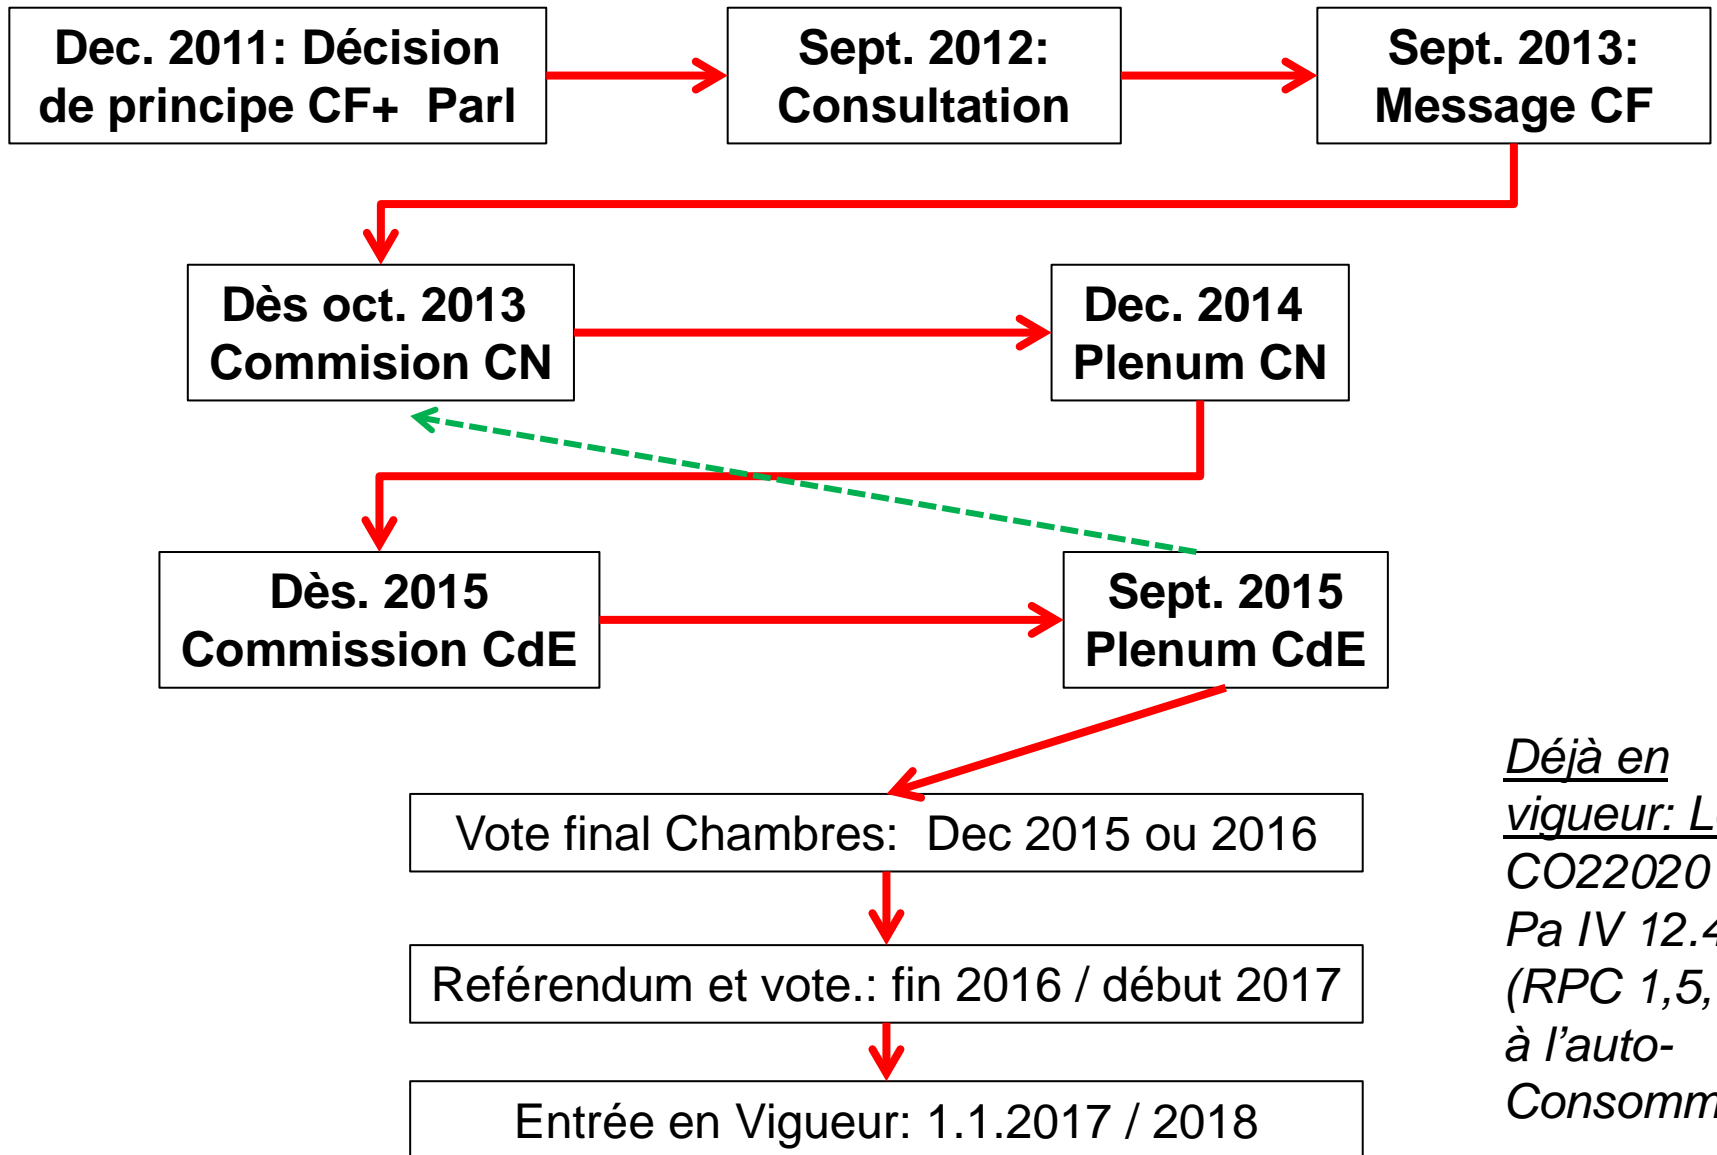 Dec. 2011: Décision
de principe CF+  Parl
Sept. 2012:
Consultation
Sept. 2013:
Message CF
Dès oct. 2013
Commision CN
Dec. 2014
Plenum CN
Dès. 2015
Commission CdE
Sept. 2015
Plenum CdE
Vote final Chambres:  Dec 2015 ou 2016
Reférendum et vote.: fin 2016 / début 2017
Entrée en Vigueur: 1.1.2017 / 2018
Déjà en
vigueur:
CO22020
Pa IV
(RPC 1,5,
à l’auto-